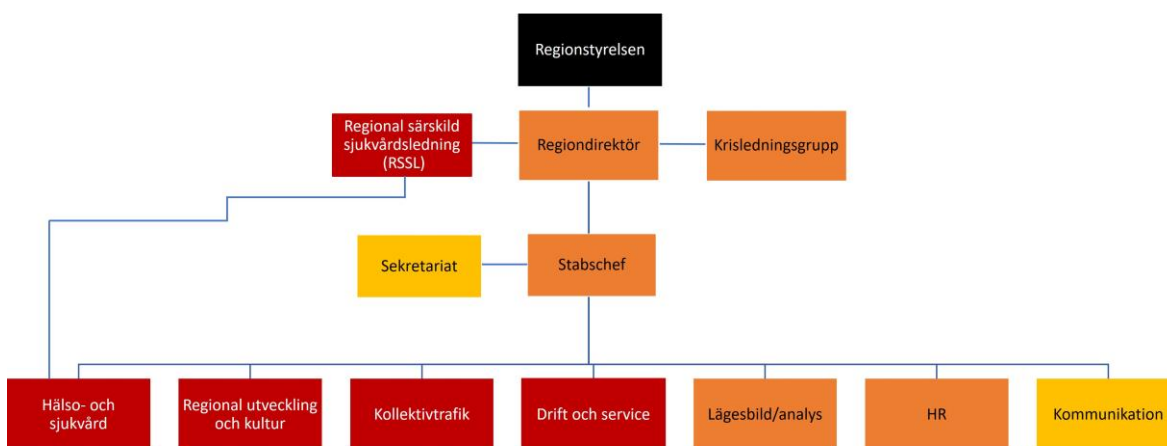 Regionstyrelsen
Regional särskild
sjukvårdsledning
(RSSL)
Regiondirektör
Krisledningsgrupp
Sekretariat
Stabschef
Hälso- och
sjukvård
Regional utveckling
och kultur
Kollektivtrafik
Drift och service
Lägesbild/analys
HR
Kommunikation